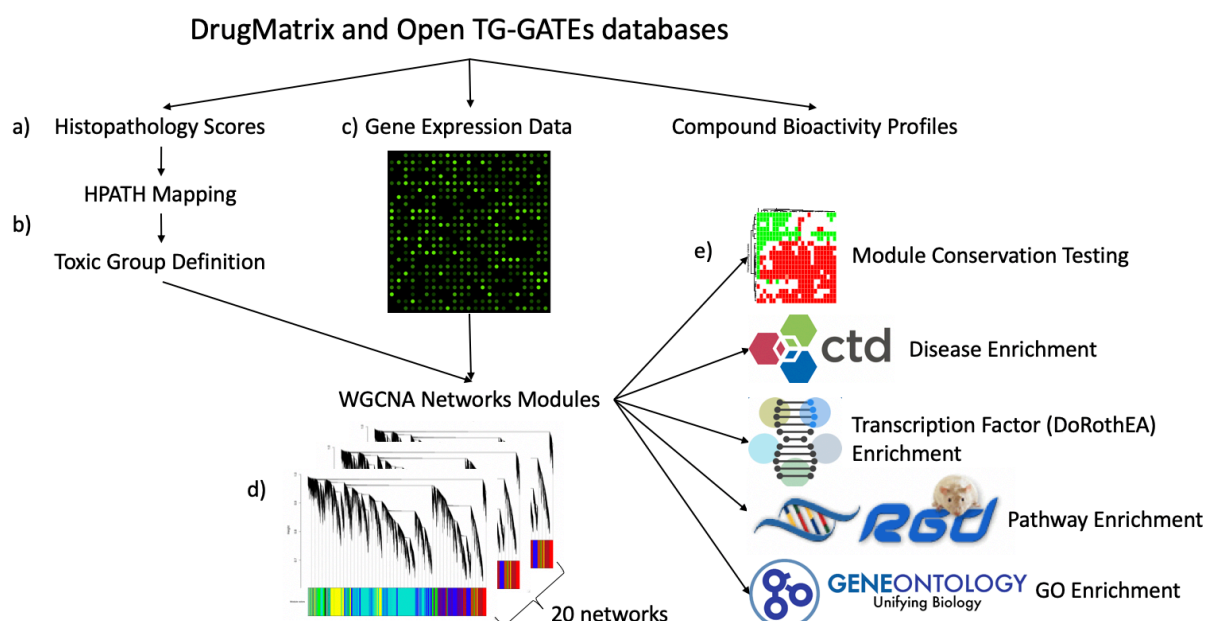 DrugMatrix and Open TG-GATEs databases
a) Histopathology Scores
c) Gene Expression Data
Compound Bioactivity Profiles
HPATH Mapping
b)
Toxic Group Definition
e)
Module Conservation Testing
ctd
Disease Enrichment
WGCNA Networks Modules
Transcription Factor (DoRothEA)
Enrichment
d)
RGD
Pathway Enrichment
GENEONTOLOGY
Unifying Biology
GO Enrichment
20 networks